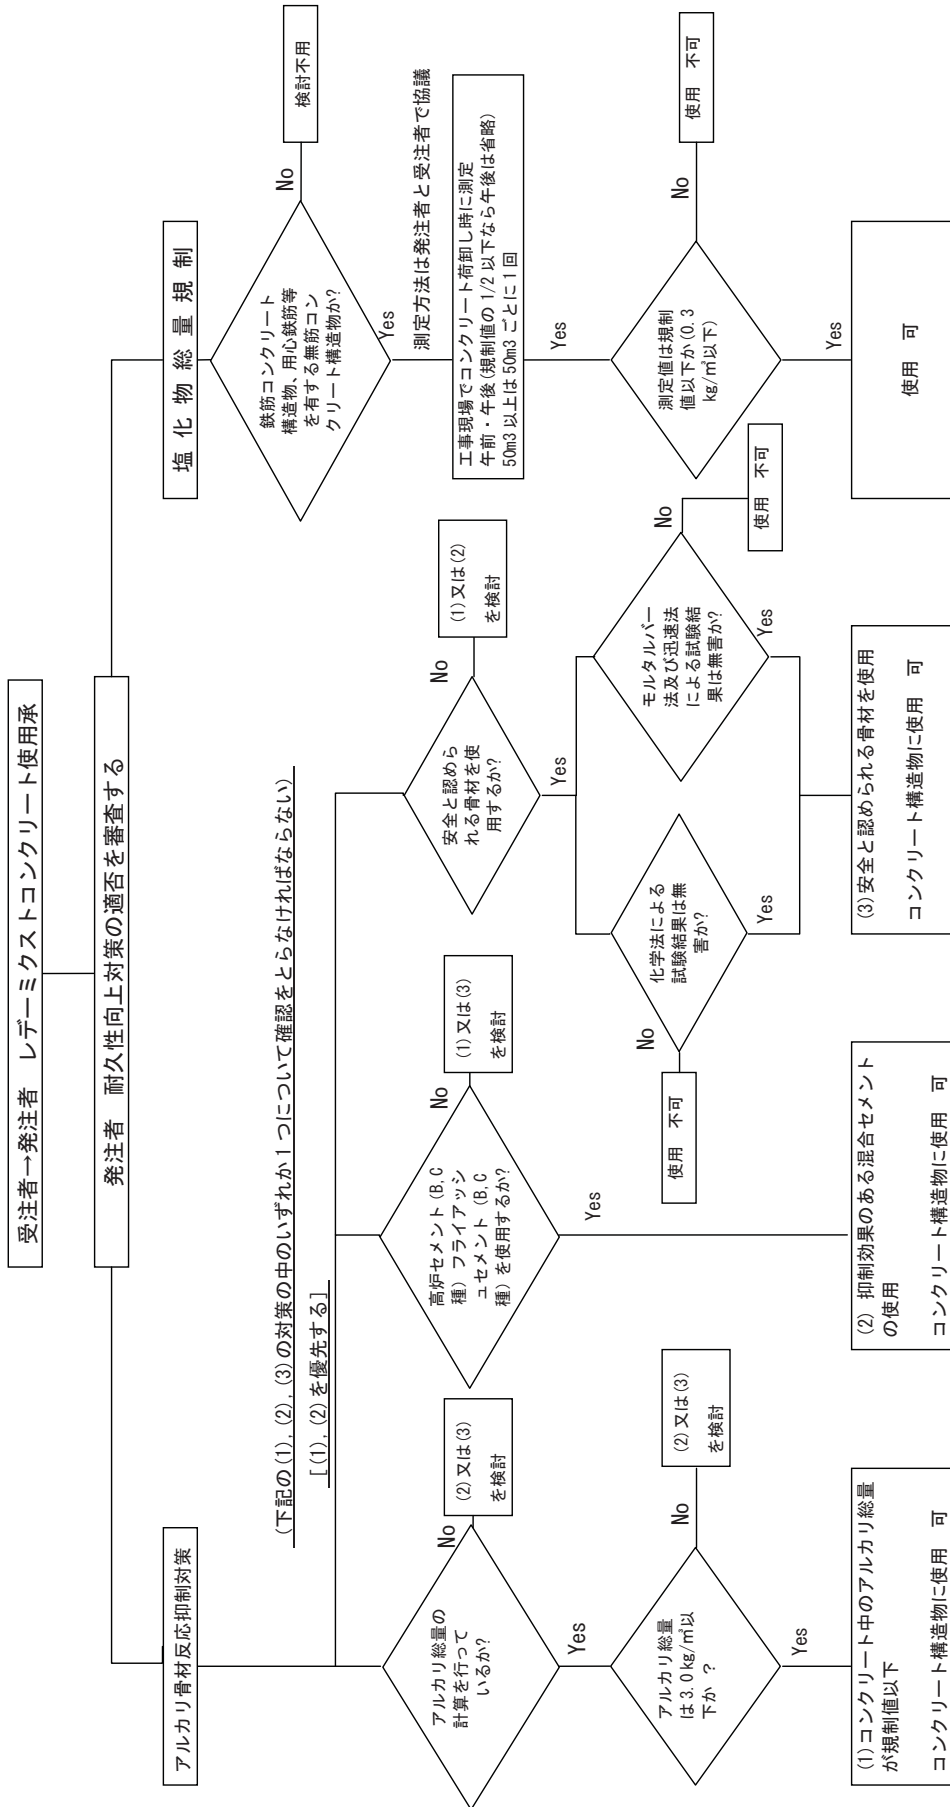 受注者→発注者　レデーミクストコンクリート使用承
発注者　耐久性向上対策の適否を審査する
アルカリ骨材反応抑制対策
(下記の(1),(2),(3)の対策の中のいずれか1つについて確認をとらなければならない)
[(1),(2)を優先する]
アルカリ総量の
計算を行って
いるか?
No
(2)又は(3)
を検討
Yes
アルカリ総量
は3.0kg/㎥以
下か ?
No
(2)又は(3)
を検討
Yes
(1)コンクリート中のアルカリ総量
が規制値以下
コンクリート構造物に使用　可
高炉セメント(B,C
種) フライアッシ
ュセメント (B,C
種) を使用するか?
No
(1)又は(3)
を検討
Yes
(2) 抑制効果のある混合セメント
の使用
コンクリート構造物に使用　可
安全と認めら
れる骨材を使
用するか?
No
(1)又は(2)
を検討
Yes
化学法による
試験結果は無
害か?
No
使用　不可
Yes
モルタルバー
法及び迅速法
による試験結
果は無害か?
No
使用　不可
Yes
(3)安全と認められる骨材を使用
コンクリート構造物に使用　可
塩化物総量規制
鉄筋コンクリート
構造物、用心鉄筋等
を有する無筋コン
クリート構造物か?
No
検討不用
Yes
測定方法は発注者と受注者で協議
工事現場でコンクリート荷卸し時に測定
午前・午後(規制値の1/2以下なら午後は省略)
50m3以上は50m3ごとに1回
Yes
測定値は規制
値以下か(0.3
kg/㎥以下)
No
使用　不可
Yes
使用　可